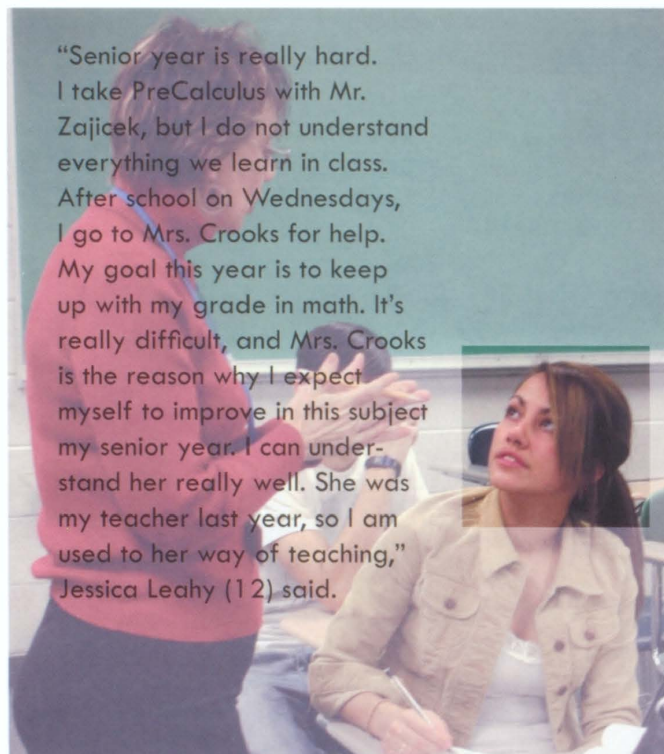 “Senior year is really hard.
I take PreCalculus with Mr.
Zajicek, but I do not understand
everything we learn in class.
After school on Wednesdays,
I go to Mrs. Crooks for help.
My goal this year is to keep
up with my grade in math. It’s
really difficult, and Mrs. Crooks
is the reason why I expect
myself to improve in this subject
my senior year. I can under-
stand her really well. She was
my teacher last year, so I am
used to her way of teaching,”
Jessica Leahy (12) said.